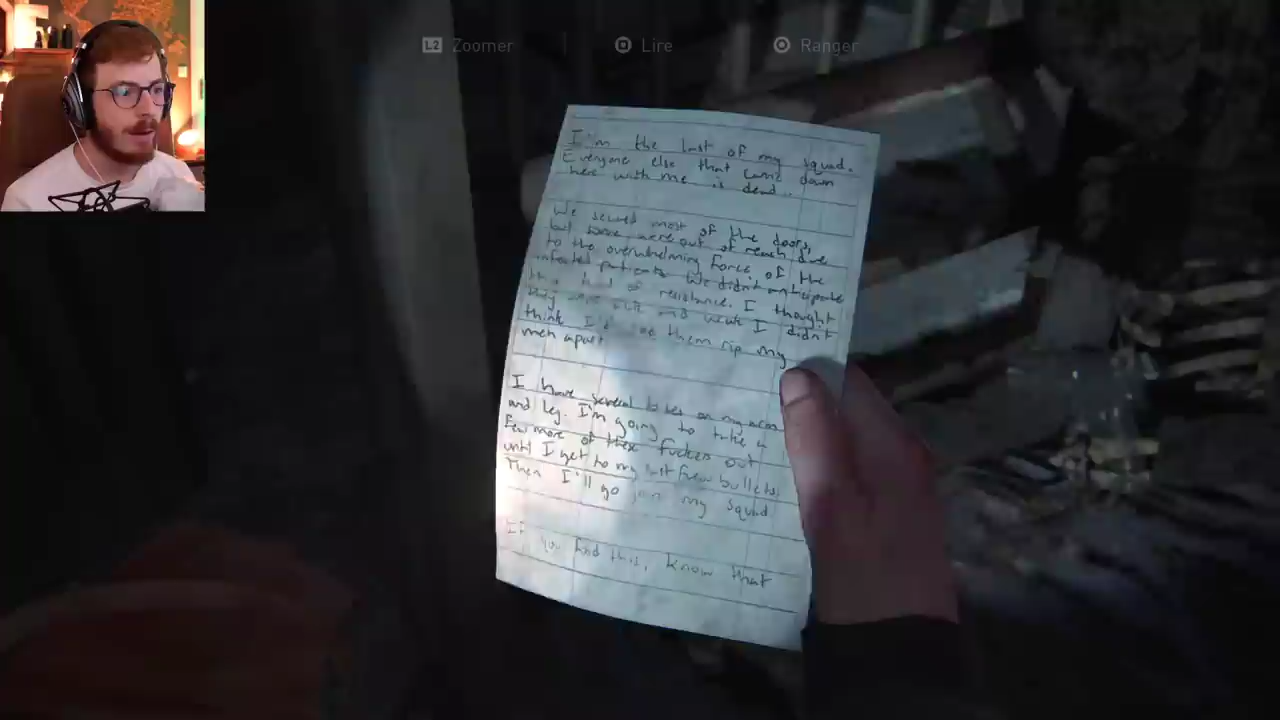 L2 Zoomer
Lire
Ranger
I'm the last of my squad.
Everyone else that came down
here with me is dead..
We secured most of the doors,
but some were out of reach due
to the overwhelming force of the
infected patients. We didn't anticipate
this kind of resistance. I thought
they were sick and weak I didn't
think I'd see them rip my
men apart
I have several bites on my arm
and leg. I'm going to take a
few more of these fuckers out
until I get to my last few bullets.
Then I'll go join my squad
If you find this, know that